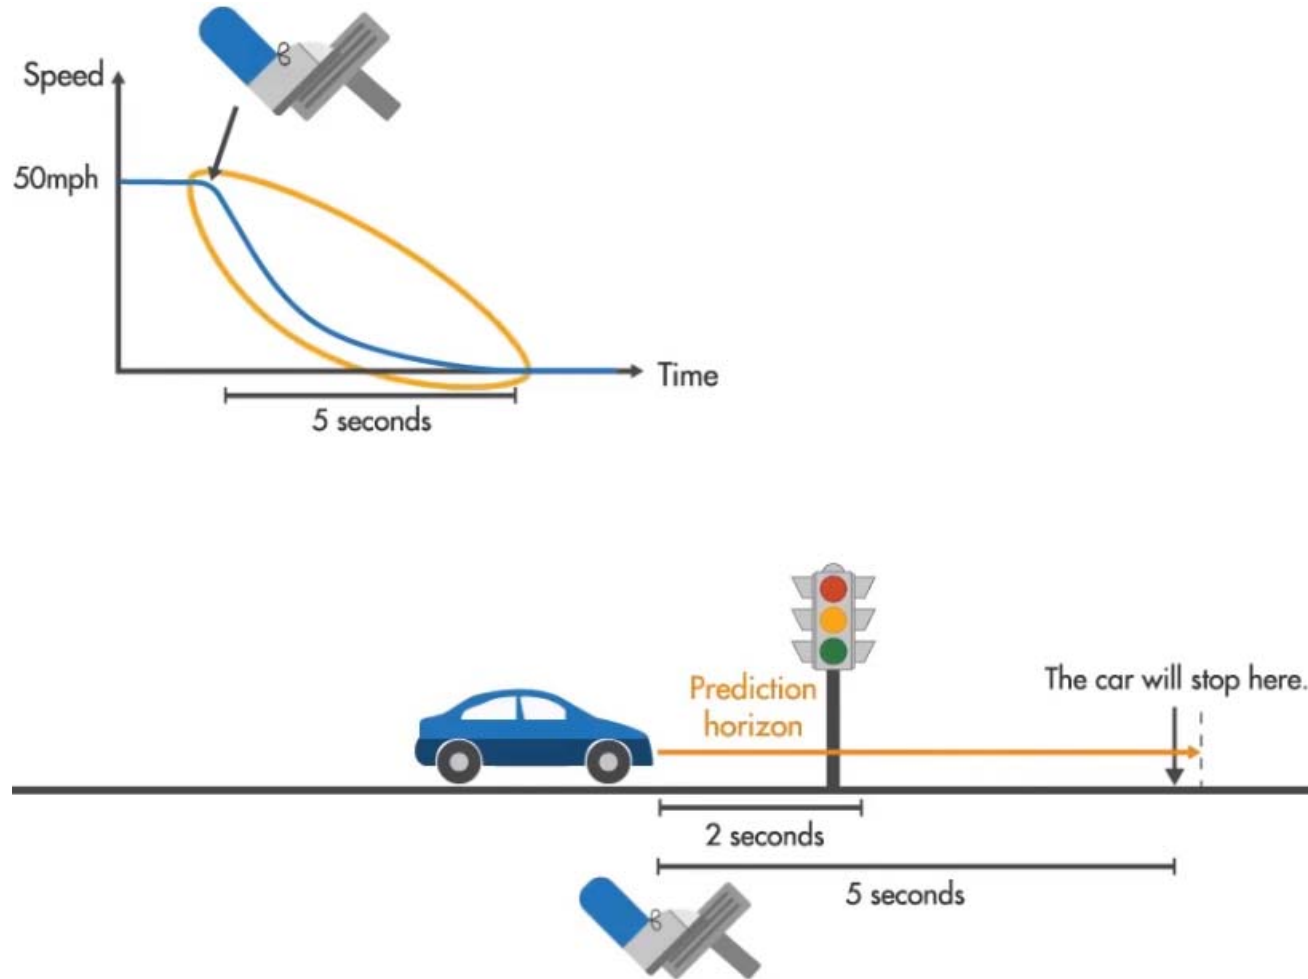 Speed
50mph
Time
5 seconds
Prediction
horizon
The car will stop here.
2 seconds
5 seconds